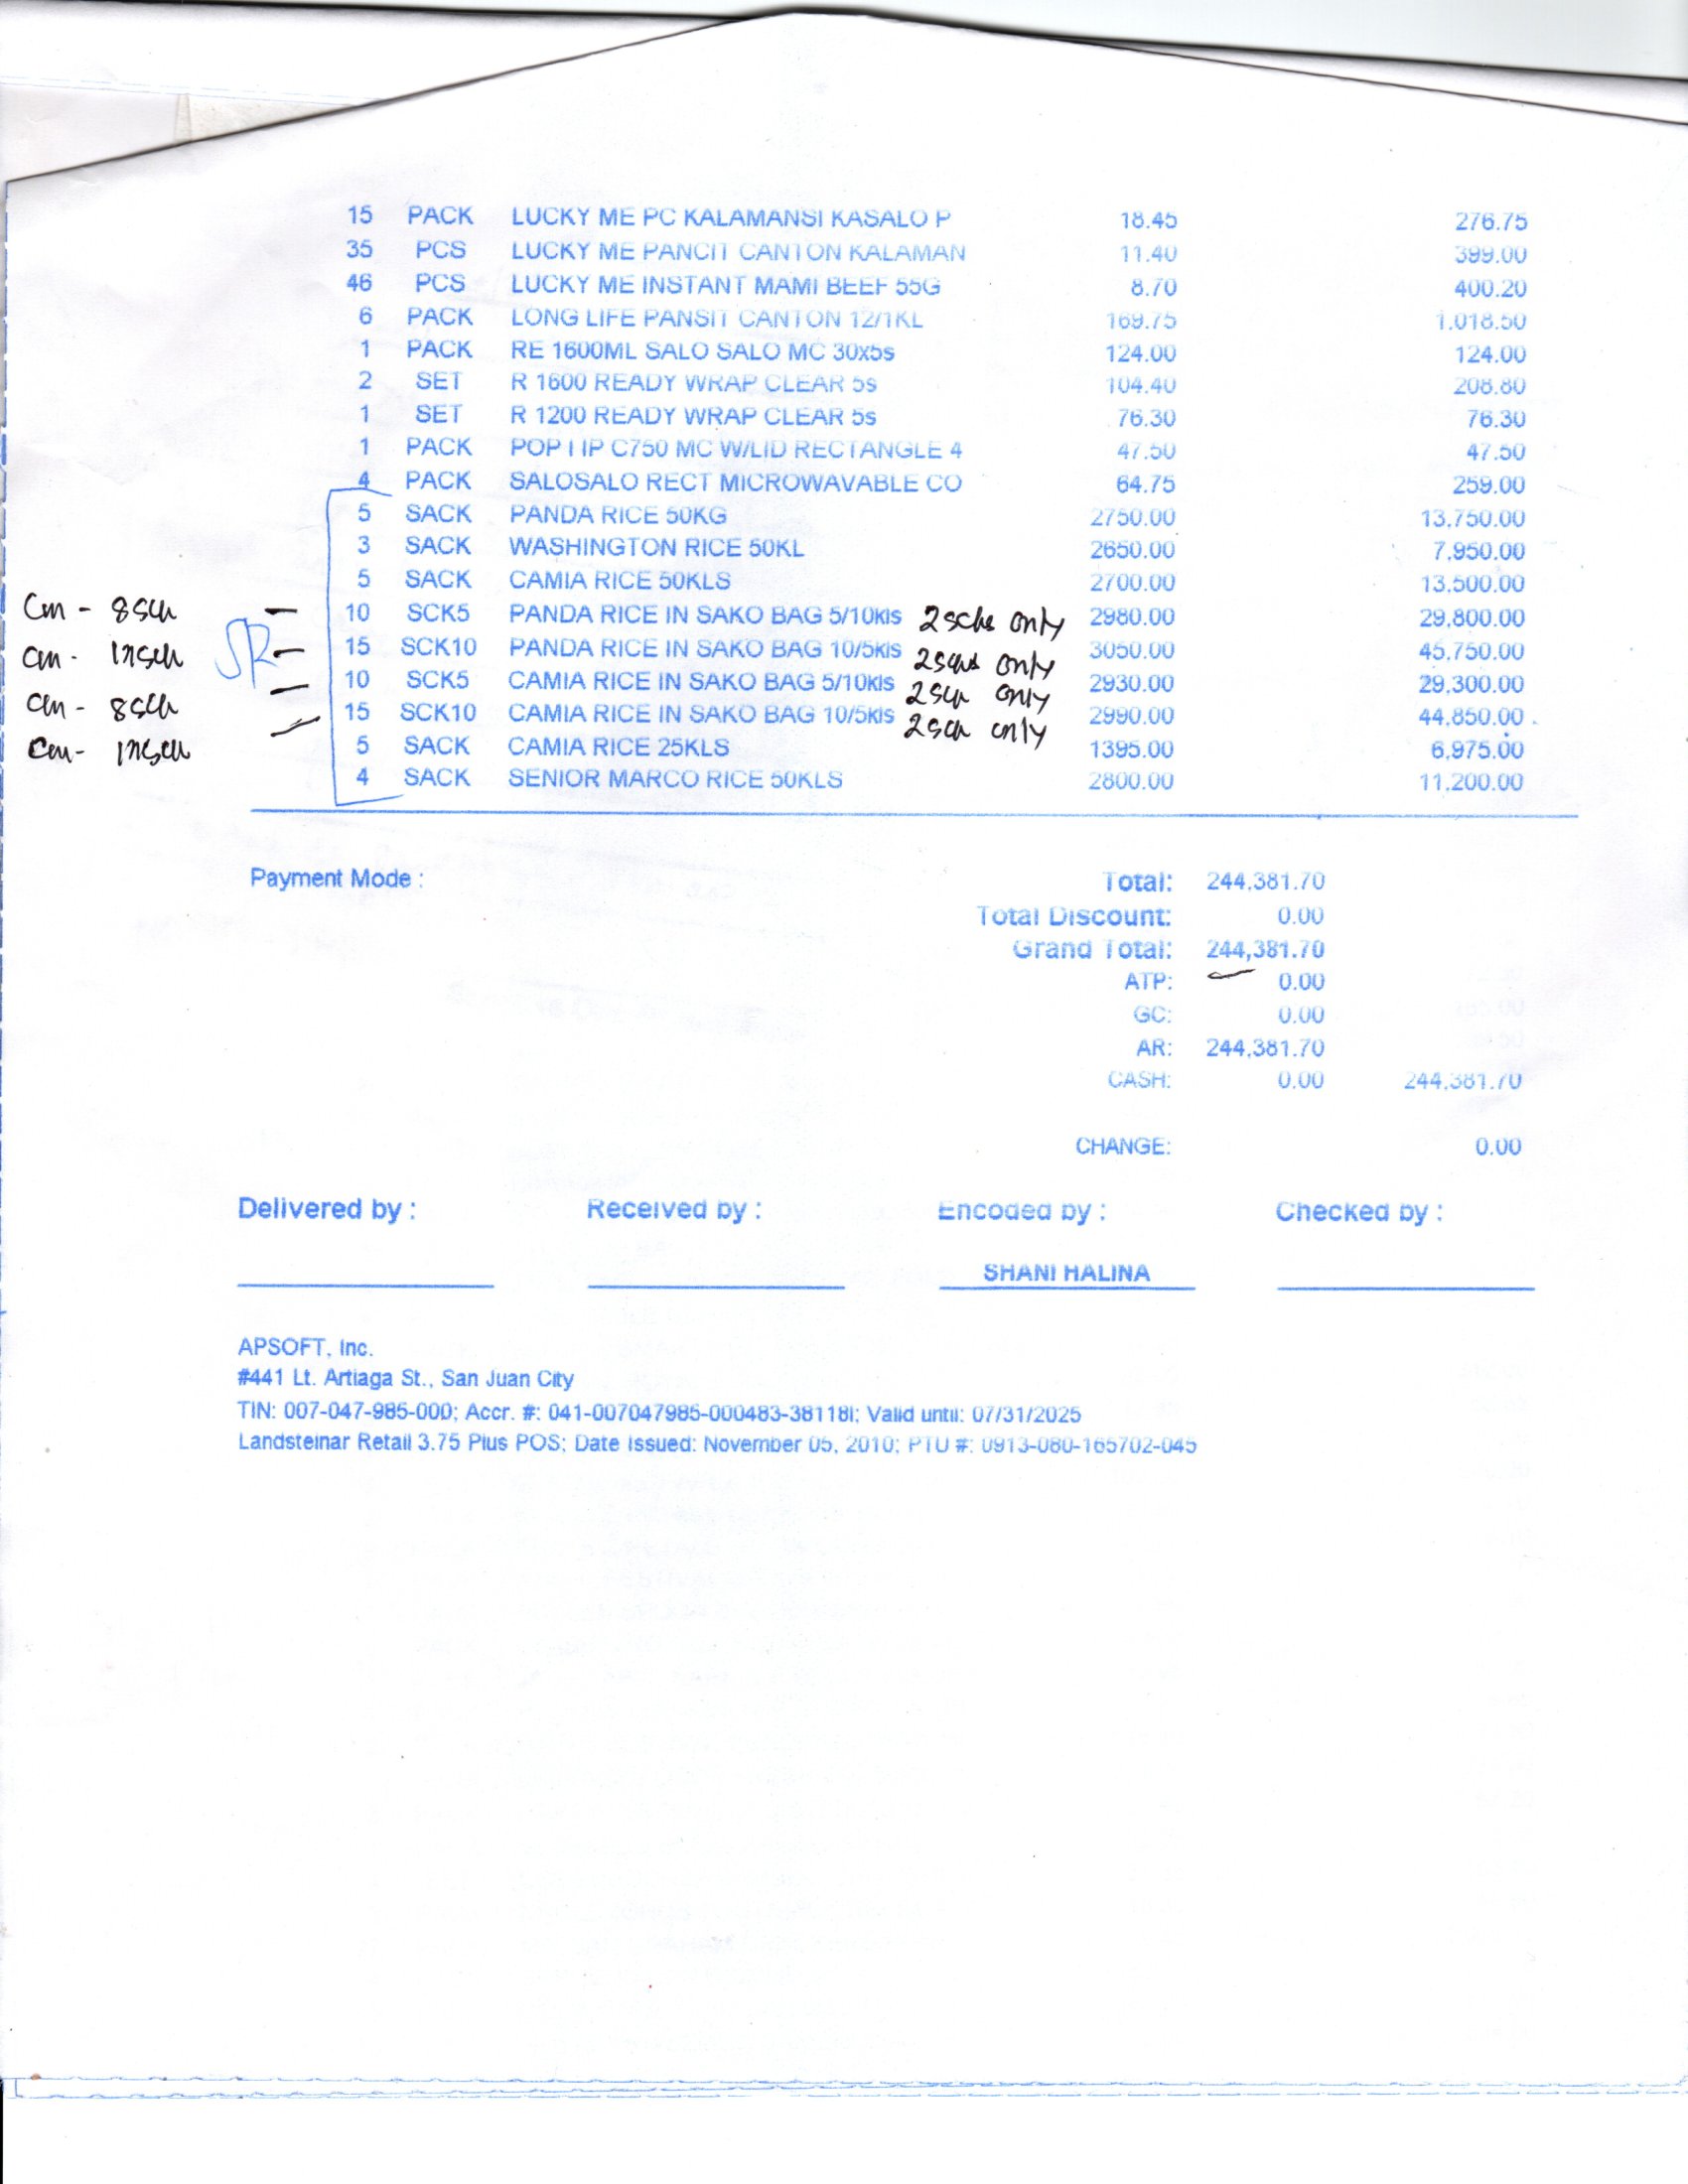 15 PACK LUCKY ME PC KALAMANSI KASALO P 18.45 276.75
35 PCS LUCKY ME PANCIT CANTON KALAMAN 11.40 399.00
46 PCS LUCKY ME INSTANT MAMI BEEF 55G 8.70 400.20
6 PACK LONG LIFE PANSIT CANTON 12/1KL 169.75 1,018.50
1 PACK RE 1600ML SALO SALO MC 30x5s 124.00 124.00
2 SET R 1600 READY WRAP CLEAR 5s 104.40 208.80
1 SET R 1200 READY WRAP CLEAR 5s 76.30 76.30
1 PACK POP TIP C750 MC W/LID RECTANGLE 4 47.50 47.50
4 PACK SALOSALO RECT MICROWAVABLE CO 64.75 259.00
5 SACK PANDA RICE 50KG 2750.00 13,750.00
3 SACK WASHINGTON RICE 50KL 2650.00 7,950.00
5 SACK CAMIA RICE 50KLS 2700.00 13,500.00
Cm - 8sck 10 SCK5 PANDA RICE IN SAKO BAG 5/10kls 2scks only 2980.00 29,800.00
cm - SR 15 SCK10 PANDA RICE IN SAKO BAG 10/5kls only 3050.00 45,750.00
cm - 8sck 10 SCK5 CAMIA RICE IN SAKO BAG 5/10kls 2sck only 2930.00 29,300.00
Cm - 15 SCK10 CAMIA RICE IN SAKO BAG 10/5kls 2sck only 2990.00 44,850.00
5 SACK CAMIA RICE 25KLS 1395.00 6,975.00
4 SACK SENIOR MARCO RICE 50KLS 2800.00 11,200.00
Payment Mode : Total: 244,381.70
Total Discount: 0.00
Grand Total: 244,381.70
ATP: 0.00
GC: 0.00
AR: 244,381.70
CASH: 0.00 244,381.70
CHANGE: 0.00
Delivered by : Received by : Encoded by : Checked by :
SHANI HALINA
APSOFT, Inc.
#441 Lt. Artiaga St., San Juan City
TIN: 007-047-985-000; Accr. #: 041-007047985-000483-38118l; Valid until: 07/31/2025
Landsteinar Retail 3.75 Plus POS; Date Issued: November 05, 2010; PTU #: 0913-080-165702-045